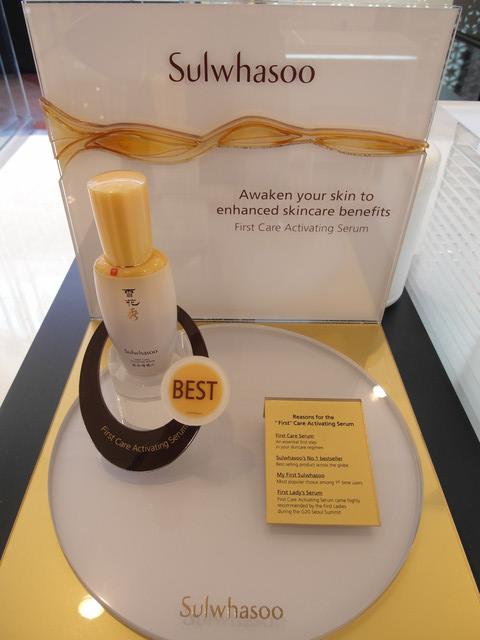 Sulwhasoo
Awaken your skin to
enhanced skincare benefits
First Care Activating Serum
雪
花
秀
Sulwhasoo
BEST
First Care Activating Serum
Reasons for the
"First" Care Activating Serum
First Care Serum
An essential first step
in your skincare regimen
Sulwhasoo's No.1 bestseller
Best selling product across the globe
My First Sulwhasoo
Most popular choice among 1st time users
First Lady's Serum
First Care Activating Serum came highly
recommended by the First Ladies
during the G20 Seoul Summit
Sulwhasoo